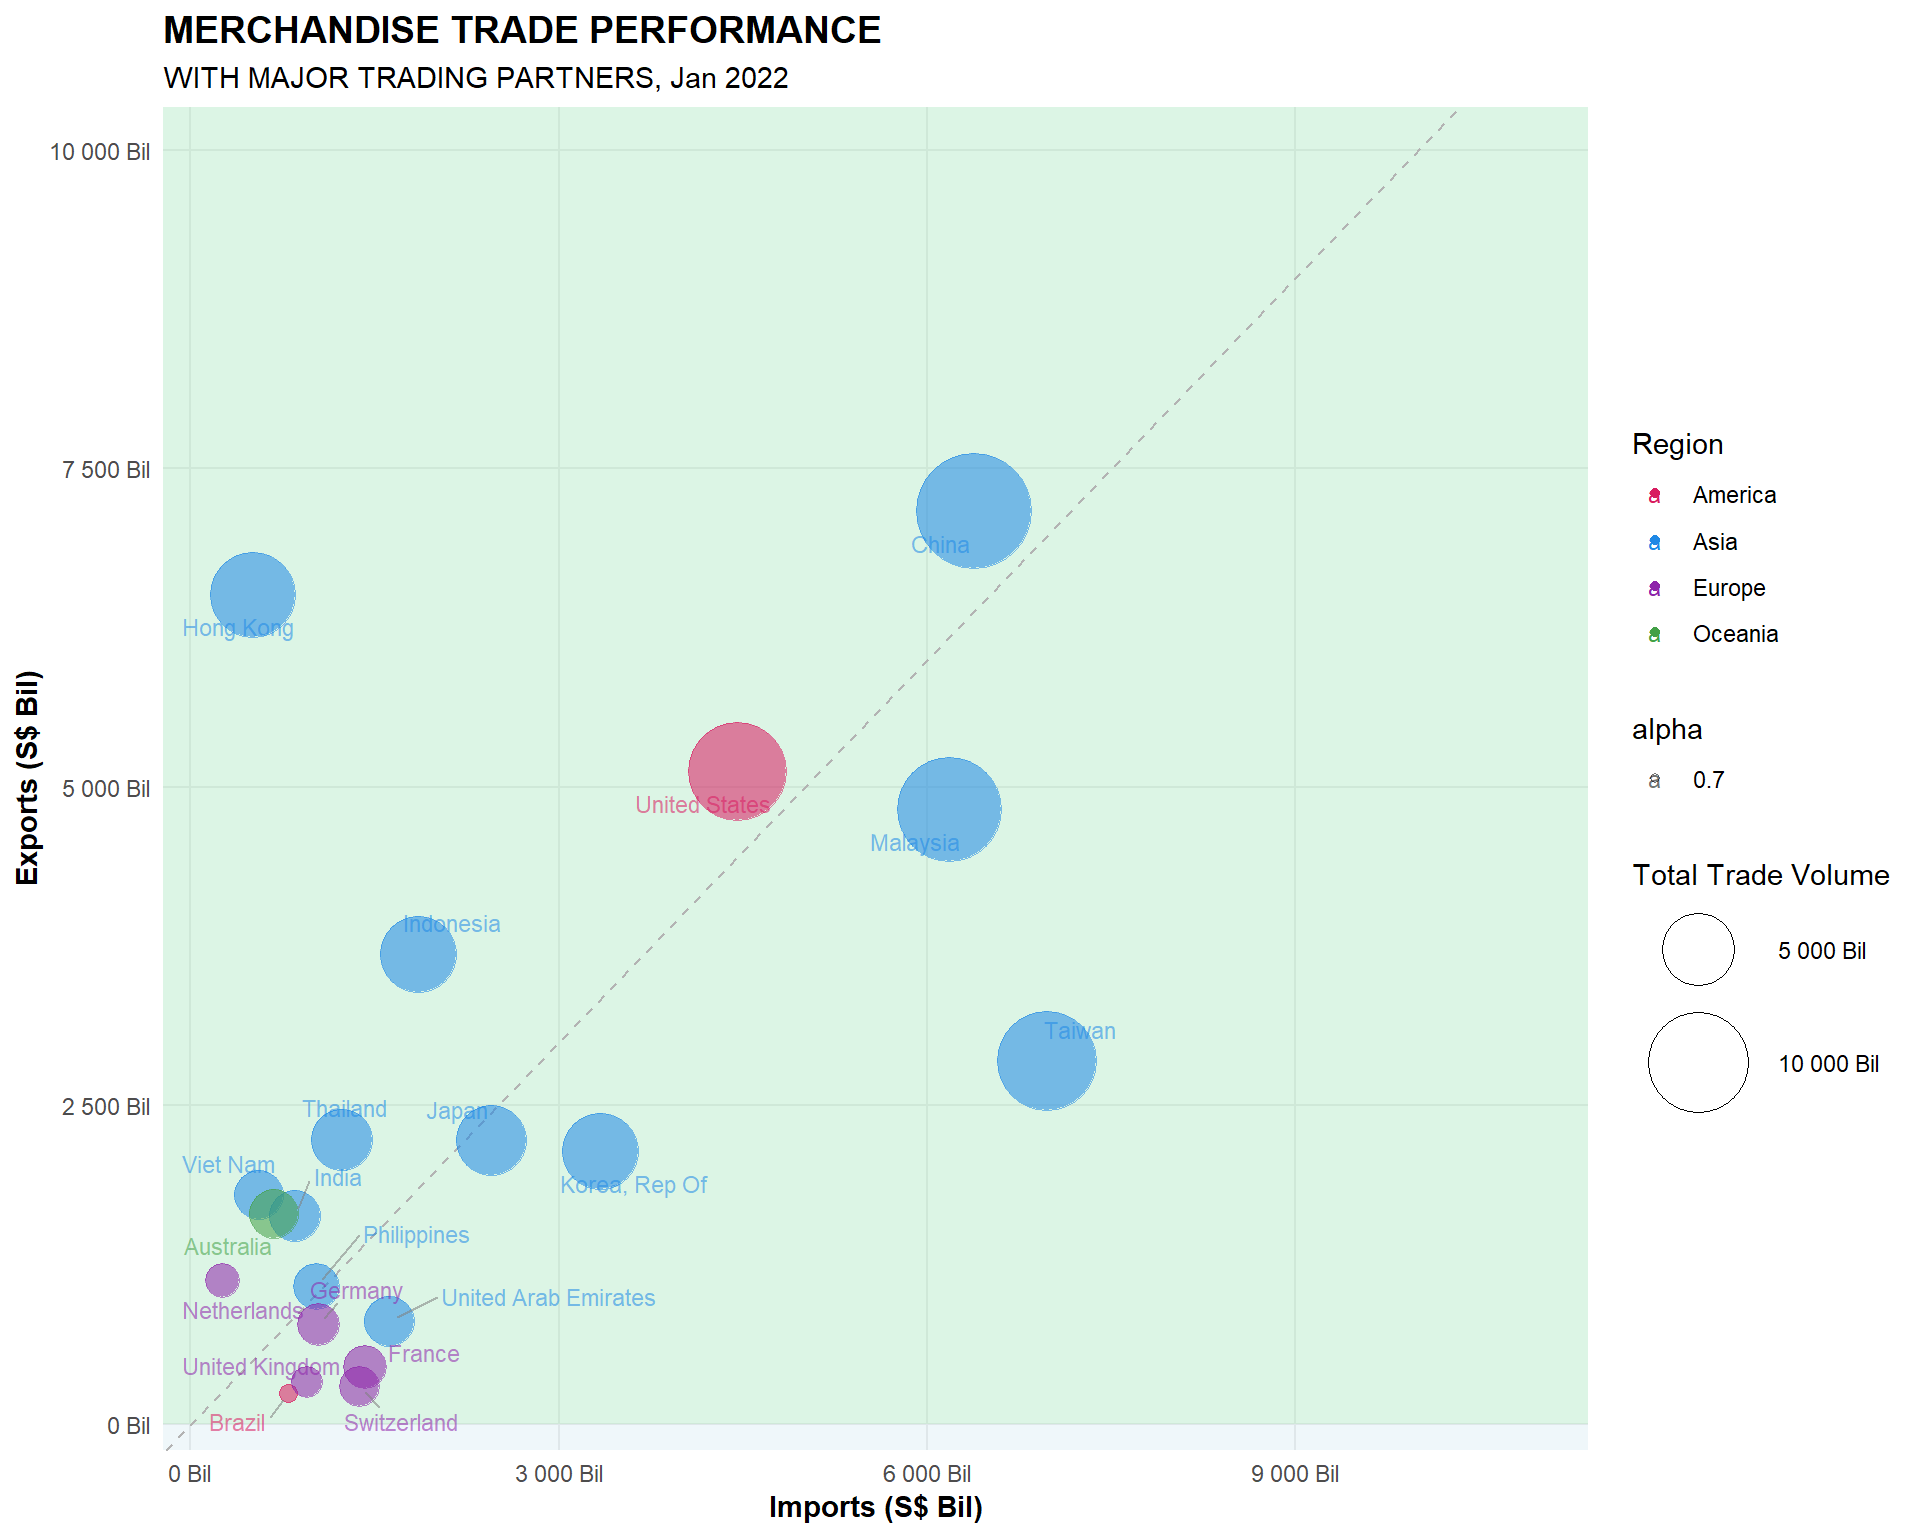 MERCHANDISE TRADE PERFORMANCE
WITH MAJOR TRADING PARTNERS, Jan 2022
Exports (S$ Bil)
10 000 Bil
7 500 Bil
5 000 Bil
2 500 Bil
0 Bil
China
Hong Kong
United States
Malaysia
Indonesia
Taiwan
Thailand
Japan
Viet Nam
India
Korea, Rep Of
Philippines
Australia
Germany
United Arab Emirates
Netherlands
France
United Kingdom
Brazil
Switzerland
0 Bil
3 000 Bil
6 000 Bil
9 000 Bil
Imports (S$ Bil)
Region
a America
a Asia
a Europe
a Oceania
alpha
a 0.7
Total Trade Volume
5 000 Bil
10 000 Bil